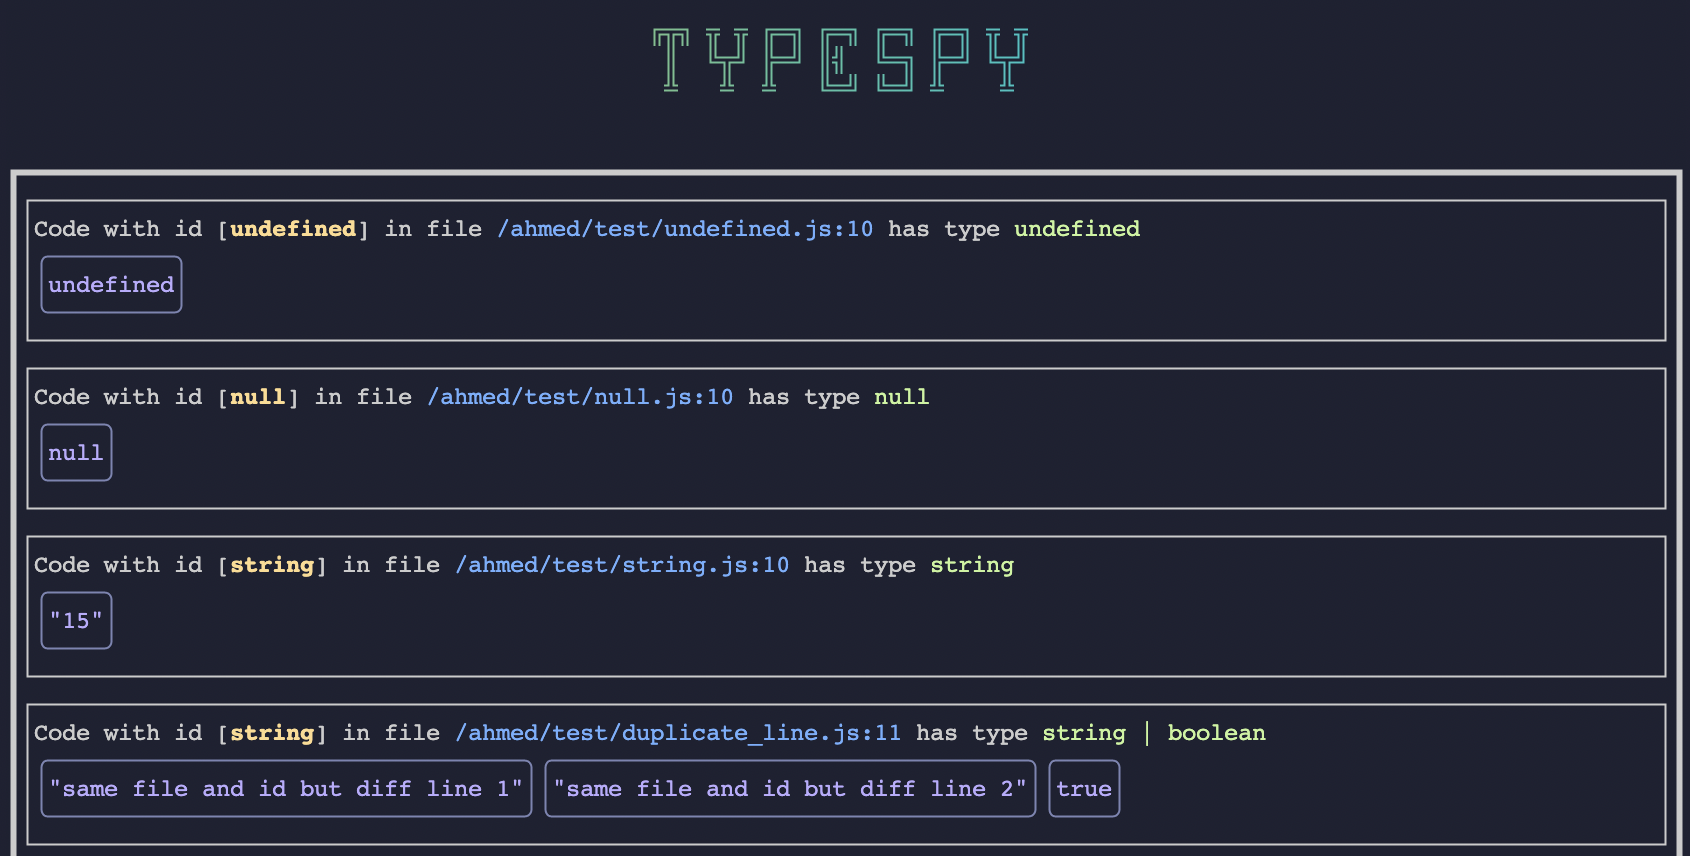 TYPESPY
Code with id [undefined] in file /ahmed/test/undefined.js:10 has type undefined
undefined
Code with id [null] in file /ahmed/test/null.js:10 has type null
null
Code with id [string] in file /ahmed/test/string.js:10 has type string
"15"
Code with id [string] in file /ahmed/test/duplicate_line.js:11 has type string | boolean
"same file and id but diff line 1" "same file and id but diff line 2" true